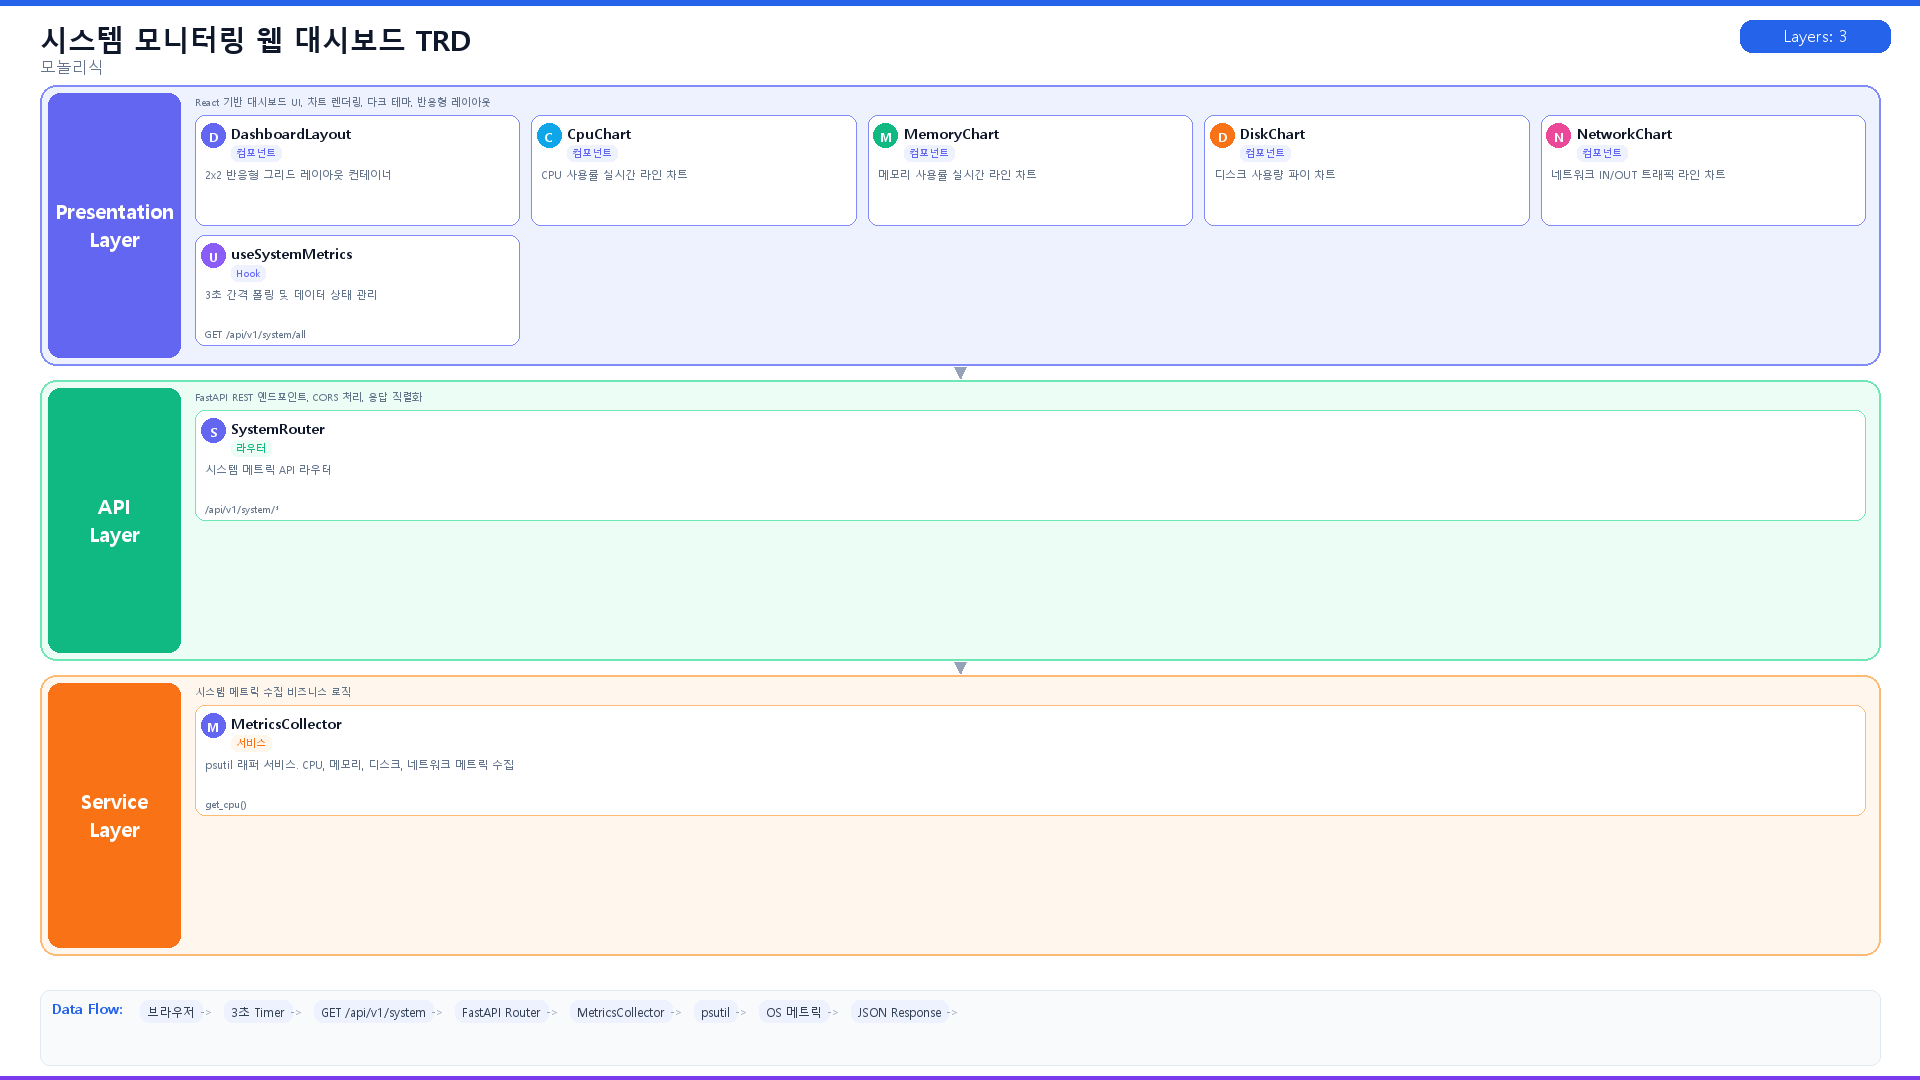 시스템 모니터링 웹 대시보드 TRD
Layers: 3
모놀리식
Presentation
Layer
React 기반 대시보드 UI, 차트 렌더링, 다크 테마, 반응형 레이아웃
D DashboardLayout
컴포넌트
2x2 반응형 그리드 레이아웃 컨테이너
C CpuChart
컴포넌트
CPU 사용률 실시간 라인 차트
M MemoryChart
컴포넌트
메모리 사용률 실시간 라인 차트
D DiskChart
컴포넌트
디스크 사용량 파이 차트
N NetworkChart
컴포넌트
네트워크 IN/OUT 트래픽 라인 차트
U useSystemMetrics
Hook
3초 간격 폴링 및 데이터 상태 관리
GET /api/v1/system/all
API
Layer
FastAPI REST 엔드포인트, CORS 처리, 응답 직렬화
S SystemRouter
라우터
시스템 메트릭 API 라우터
/api/v1/system/*
Service
Layer
시스템 메트릭 수집 비즈니스 로직
M MetricsCollector
서비스
psutil 래퍼 서비스. CPU, 메모리, 디스크, 네트워크 메트릭 수집
get_cpu()
Data Flow: 브라우저 -> 3초 Timer -> GET /api/v1/system -> FastAPI Router -> MetricsCollector -> psutil -> OS 메트릭 -> JSON Response ->